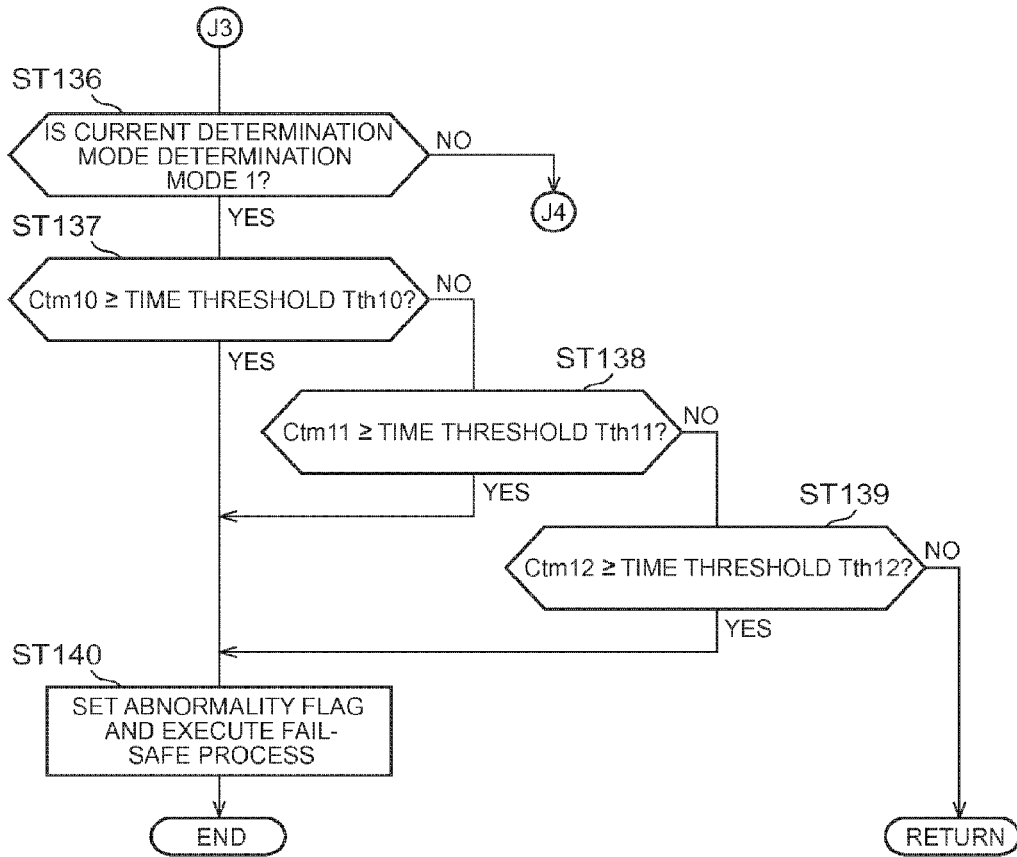 J3
ST136
IS CURRENT DETERMINATION
MODE DETERMINATION
MODE 1?
NO
J4
YES
ST137
Ctm10 ≥ TIME THRESHOLD Tth10?
NO
YES
ST138
Ctm11 ≥ TIME THRESHOLD Tth11?
NO
YES
ST139
Ctm12 ≥ TIME THRESHOLD Tth12?
NO
YES
ST140
SET ABNORMALITY FLAG
AND EXECUTE FAIL-
SAFE PROCESS
END
RETURN